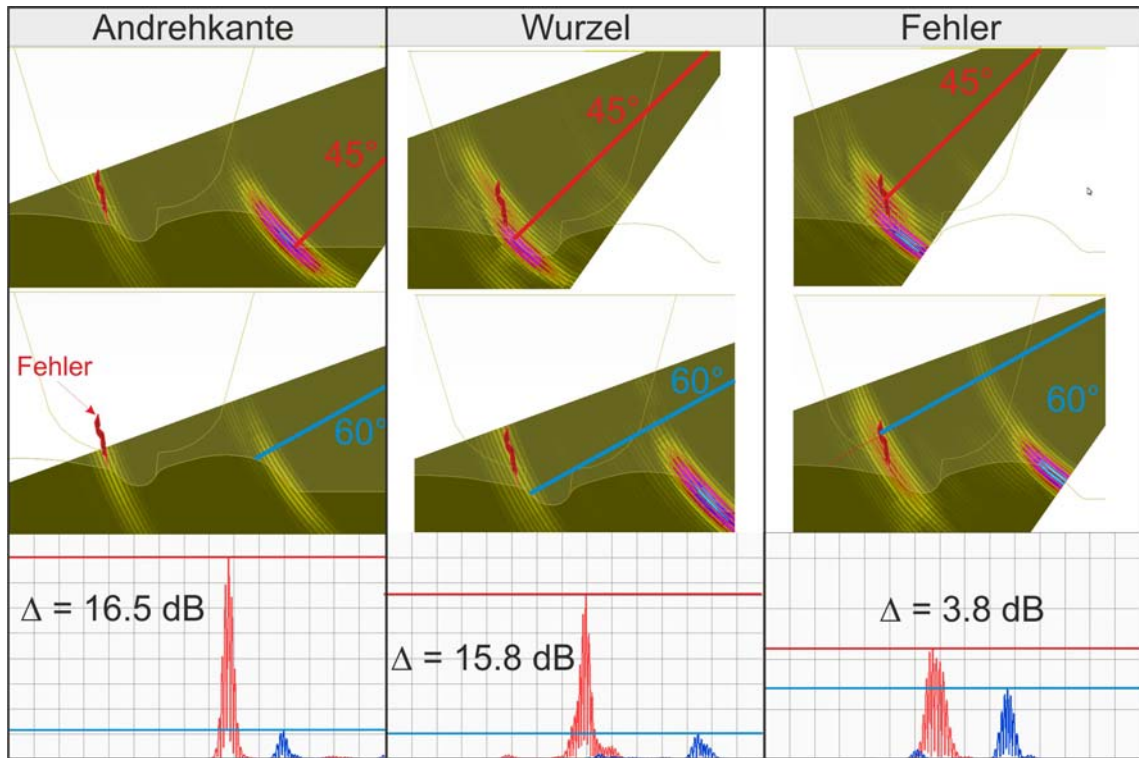 Andrehkante
Wurzel
Fehler
45°
45°
45°
Fehler
60°
60°
60°
Δ = 16.5 dB
Δ = 15.8 dB
Δ = 3.8 dB